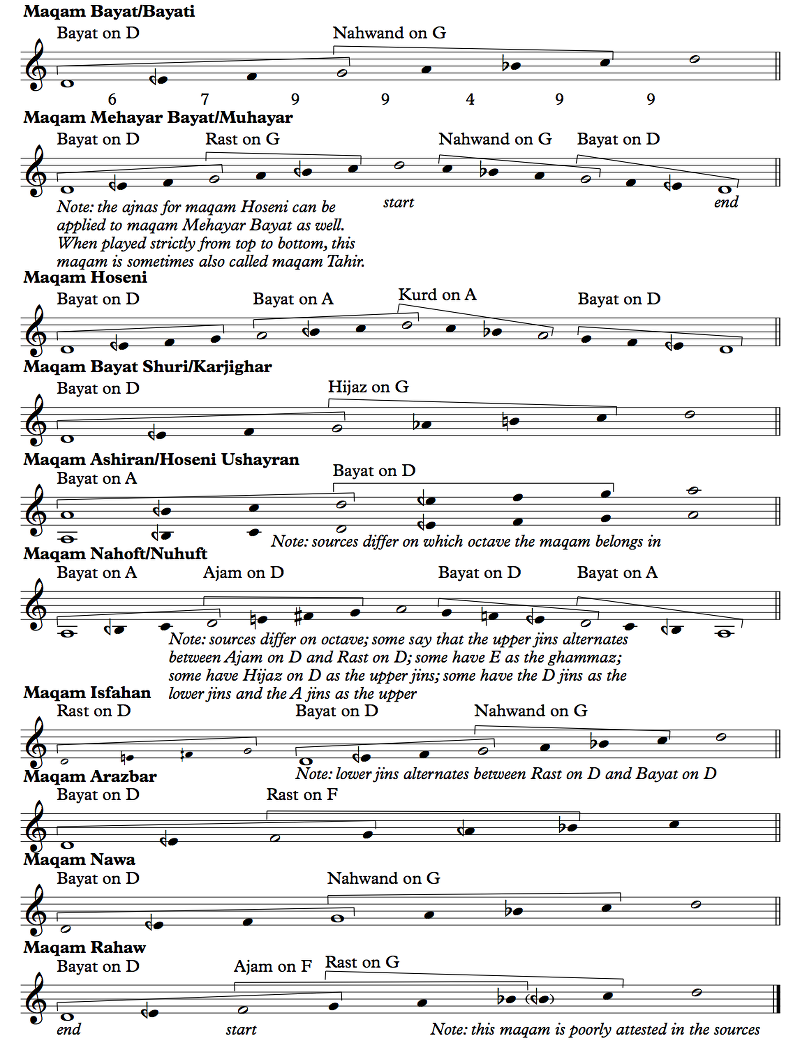 Maqam Bayat/Bayati
Bayat on D Nahwand on G
6 7 9 9 4 9 9
Maqam Mehayar Bayat/Muhayar
Bayat on D Rast on G Nahwand on G Bayat on D
start end
Note: the ajnas for maqam Hoseni can be
applied to maqam Mehayar Bayat as well.
When played strictly from top to bottom, this
maqam is sometimes also called maqam Tahir.
Maqam Hoseni
Bayat on D Bayat on A Kurd on A Bayat on D
Maqam Bayat Shuri/Karjighar
Bayat on D Hijaz on G
Maqam Ashiran/Hoseni Ushayran
Bayat on A Bayat on D
Note: sources differ on which octave the maqam belongs in
Maqam Nahoft/Nuhuft
Bayat on A Ajam on D Bayat on D Bayat on A
Note: sources differ on octave; some say that the upper jins alternates
between Ajam on D and Rast on D; some have E as the ghammaz;
some have Hijaz on D as the upper jins; some have the D jins as the
lower jins and the A jins as the upper
Maqam Isfahan
Rast on D Bayat on D Nahwand on G
Note: lower jins alternates between Rast on D and Bayat on D
Maqam Arazbar
Bayat on D Rast on F
Maqam Nawa
Bayat on D Nahwand on G
Maqam Rahaw
Bayat on D Ajam on F Rast on G
end start Note: this maqam is poorly attested in the sources